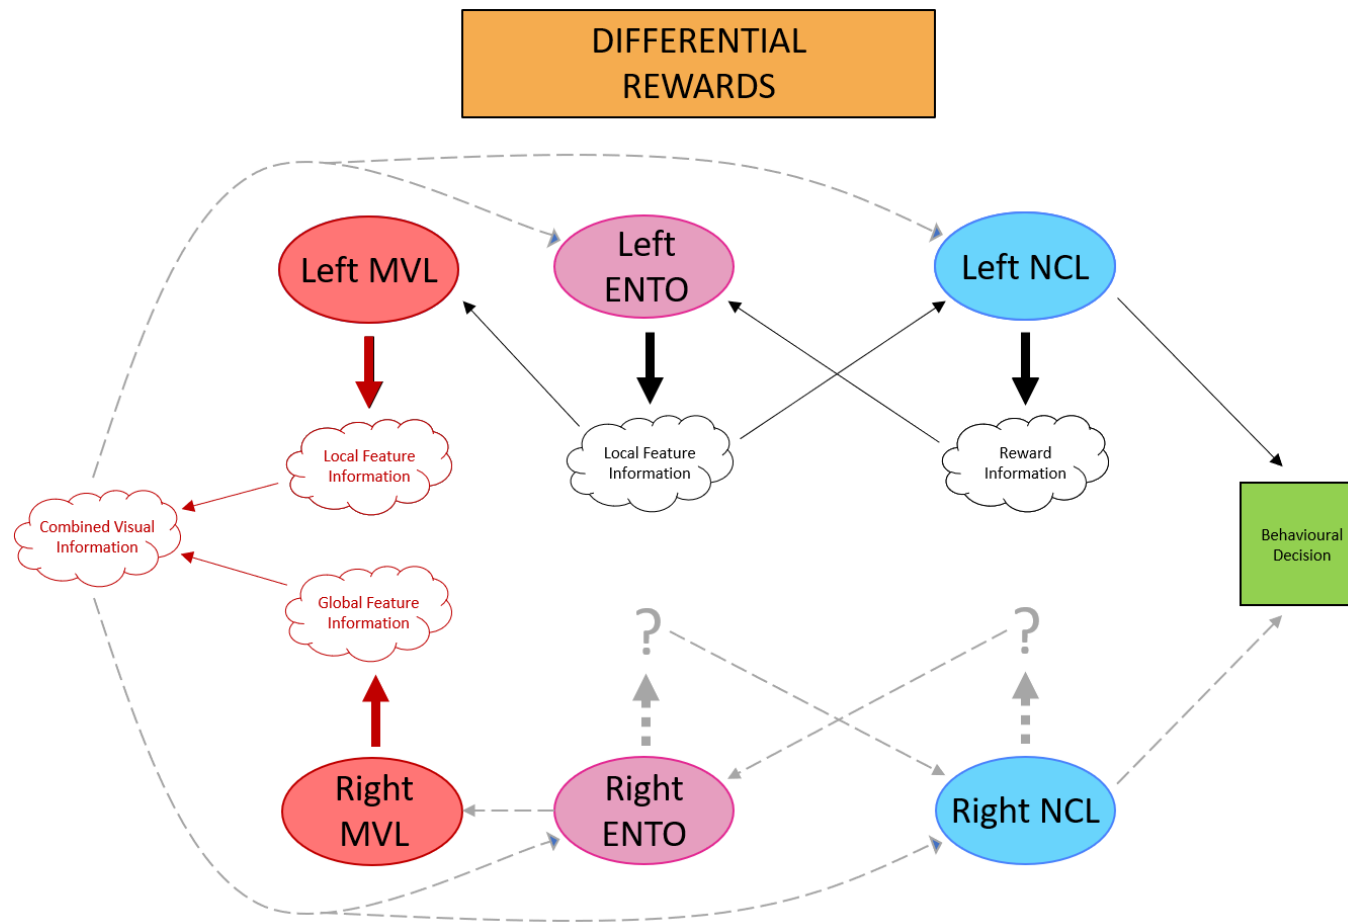 DIFFERENTIAL
REWARDS
Left MVL
Left
ENTO
Left NCL
Local Feature
Information
Local Feature
Information
Reward
Information
Combined Visual
Information
Behavioural
Decision
Global Feature
Information
?
?
Right
MVL
Right
ENTO
Right NCL